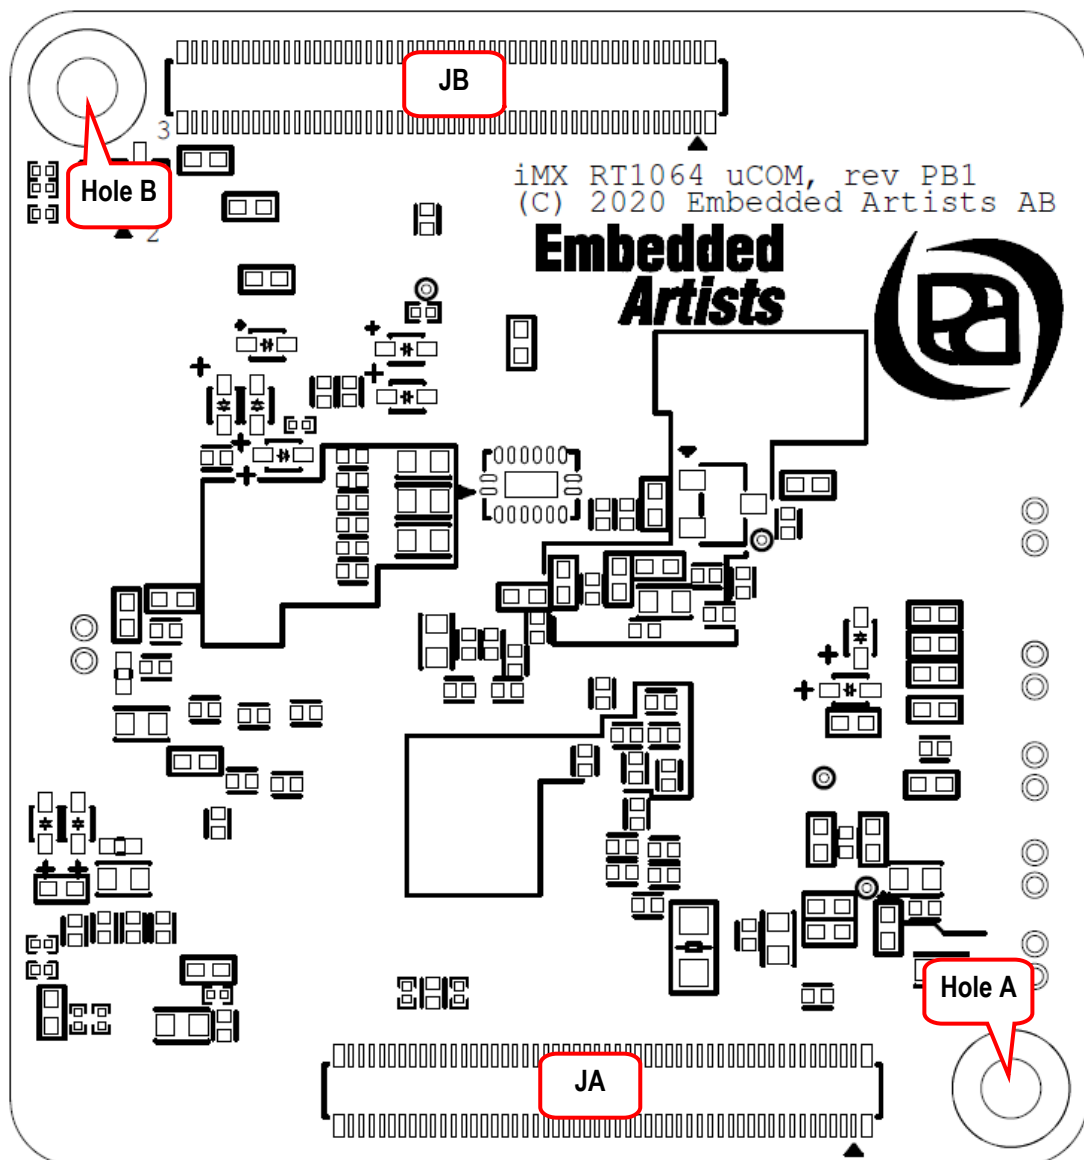 JB
3
Hole B
2
iMX RT1064 uCOM, rev PB1
(C) 2020 Embedded Artists AB
Embedded
Artists
Hole A
JA